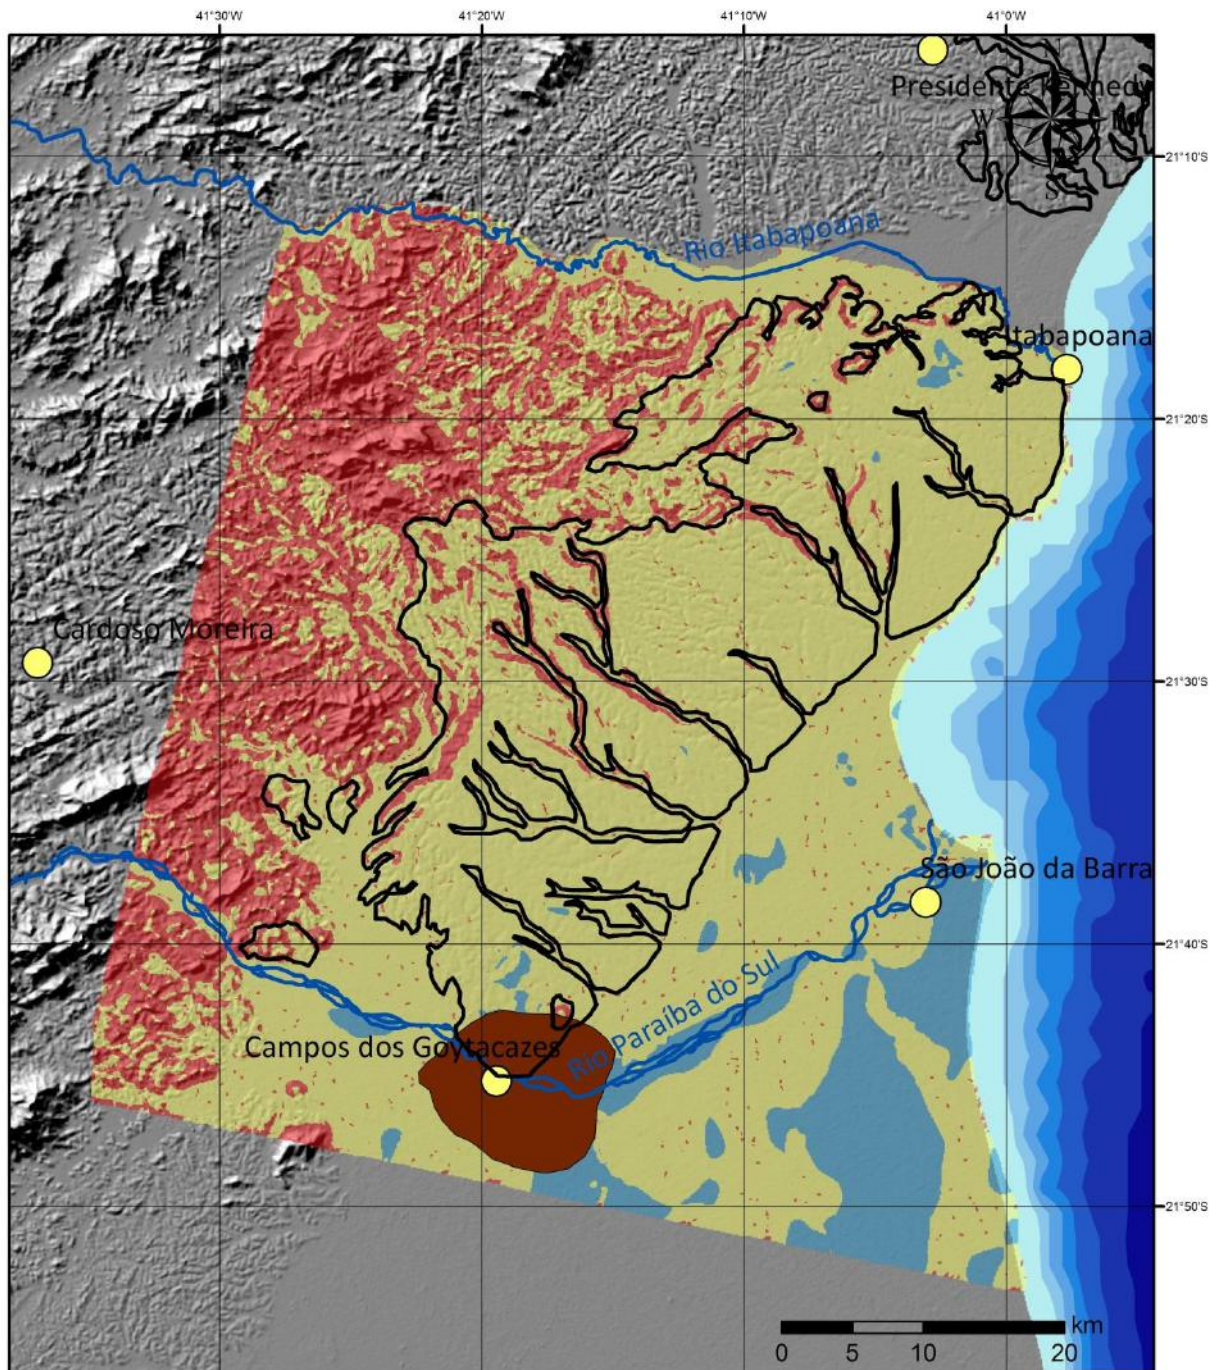 41°30'W 41°20'W 41°10'W 41°0'W
Presidente Kennedy
N
W
S
21°10'S
Rio Itabapoana
Itabapoana
21°20'S
Cardoso Moreira
21°30'S
São João da Barra
21°40'S
Rio Paraíba do Sul
Campos dos Goytacazes
21°50'S
km
0 5 10 20